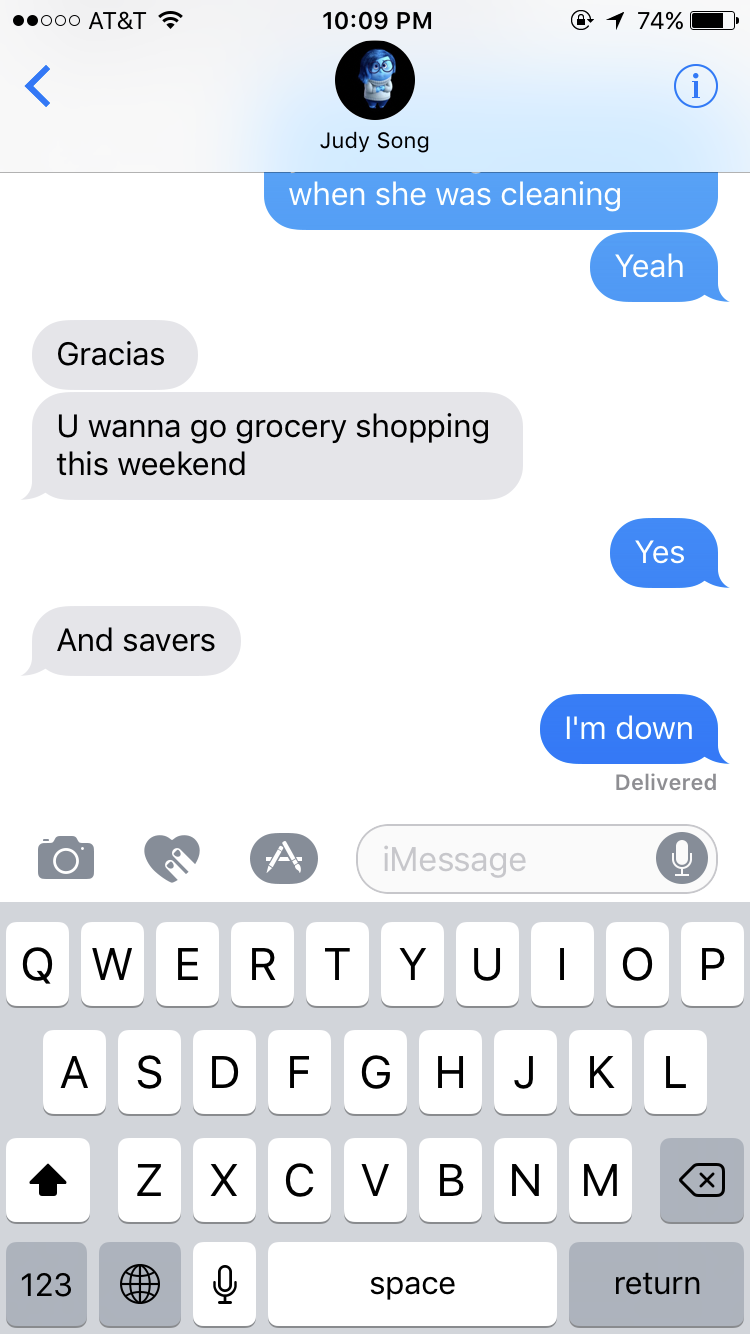 AT&T 10:09 PM 74%
Judy Song
when she was cleaning
Yeah
Gracias
U wanna go grocery shopping
this weekend
Yes
And savers
I'm down
Delivered
iMessage
Q W E R T Y U I O P
A S D F G H J K L
Z X C V B N M
123 space return